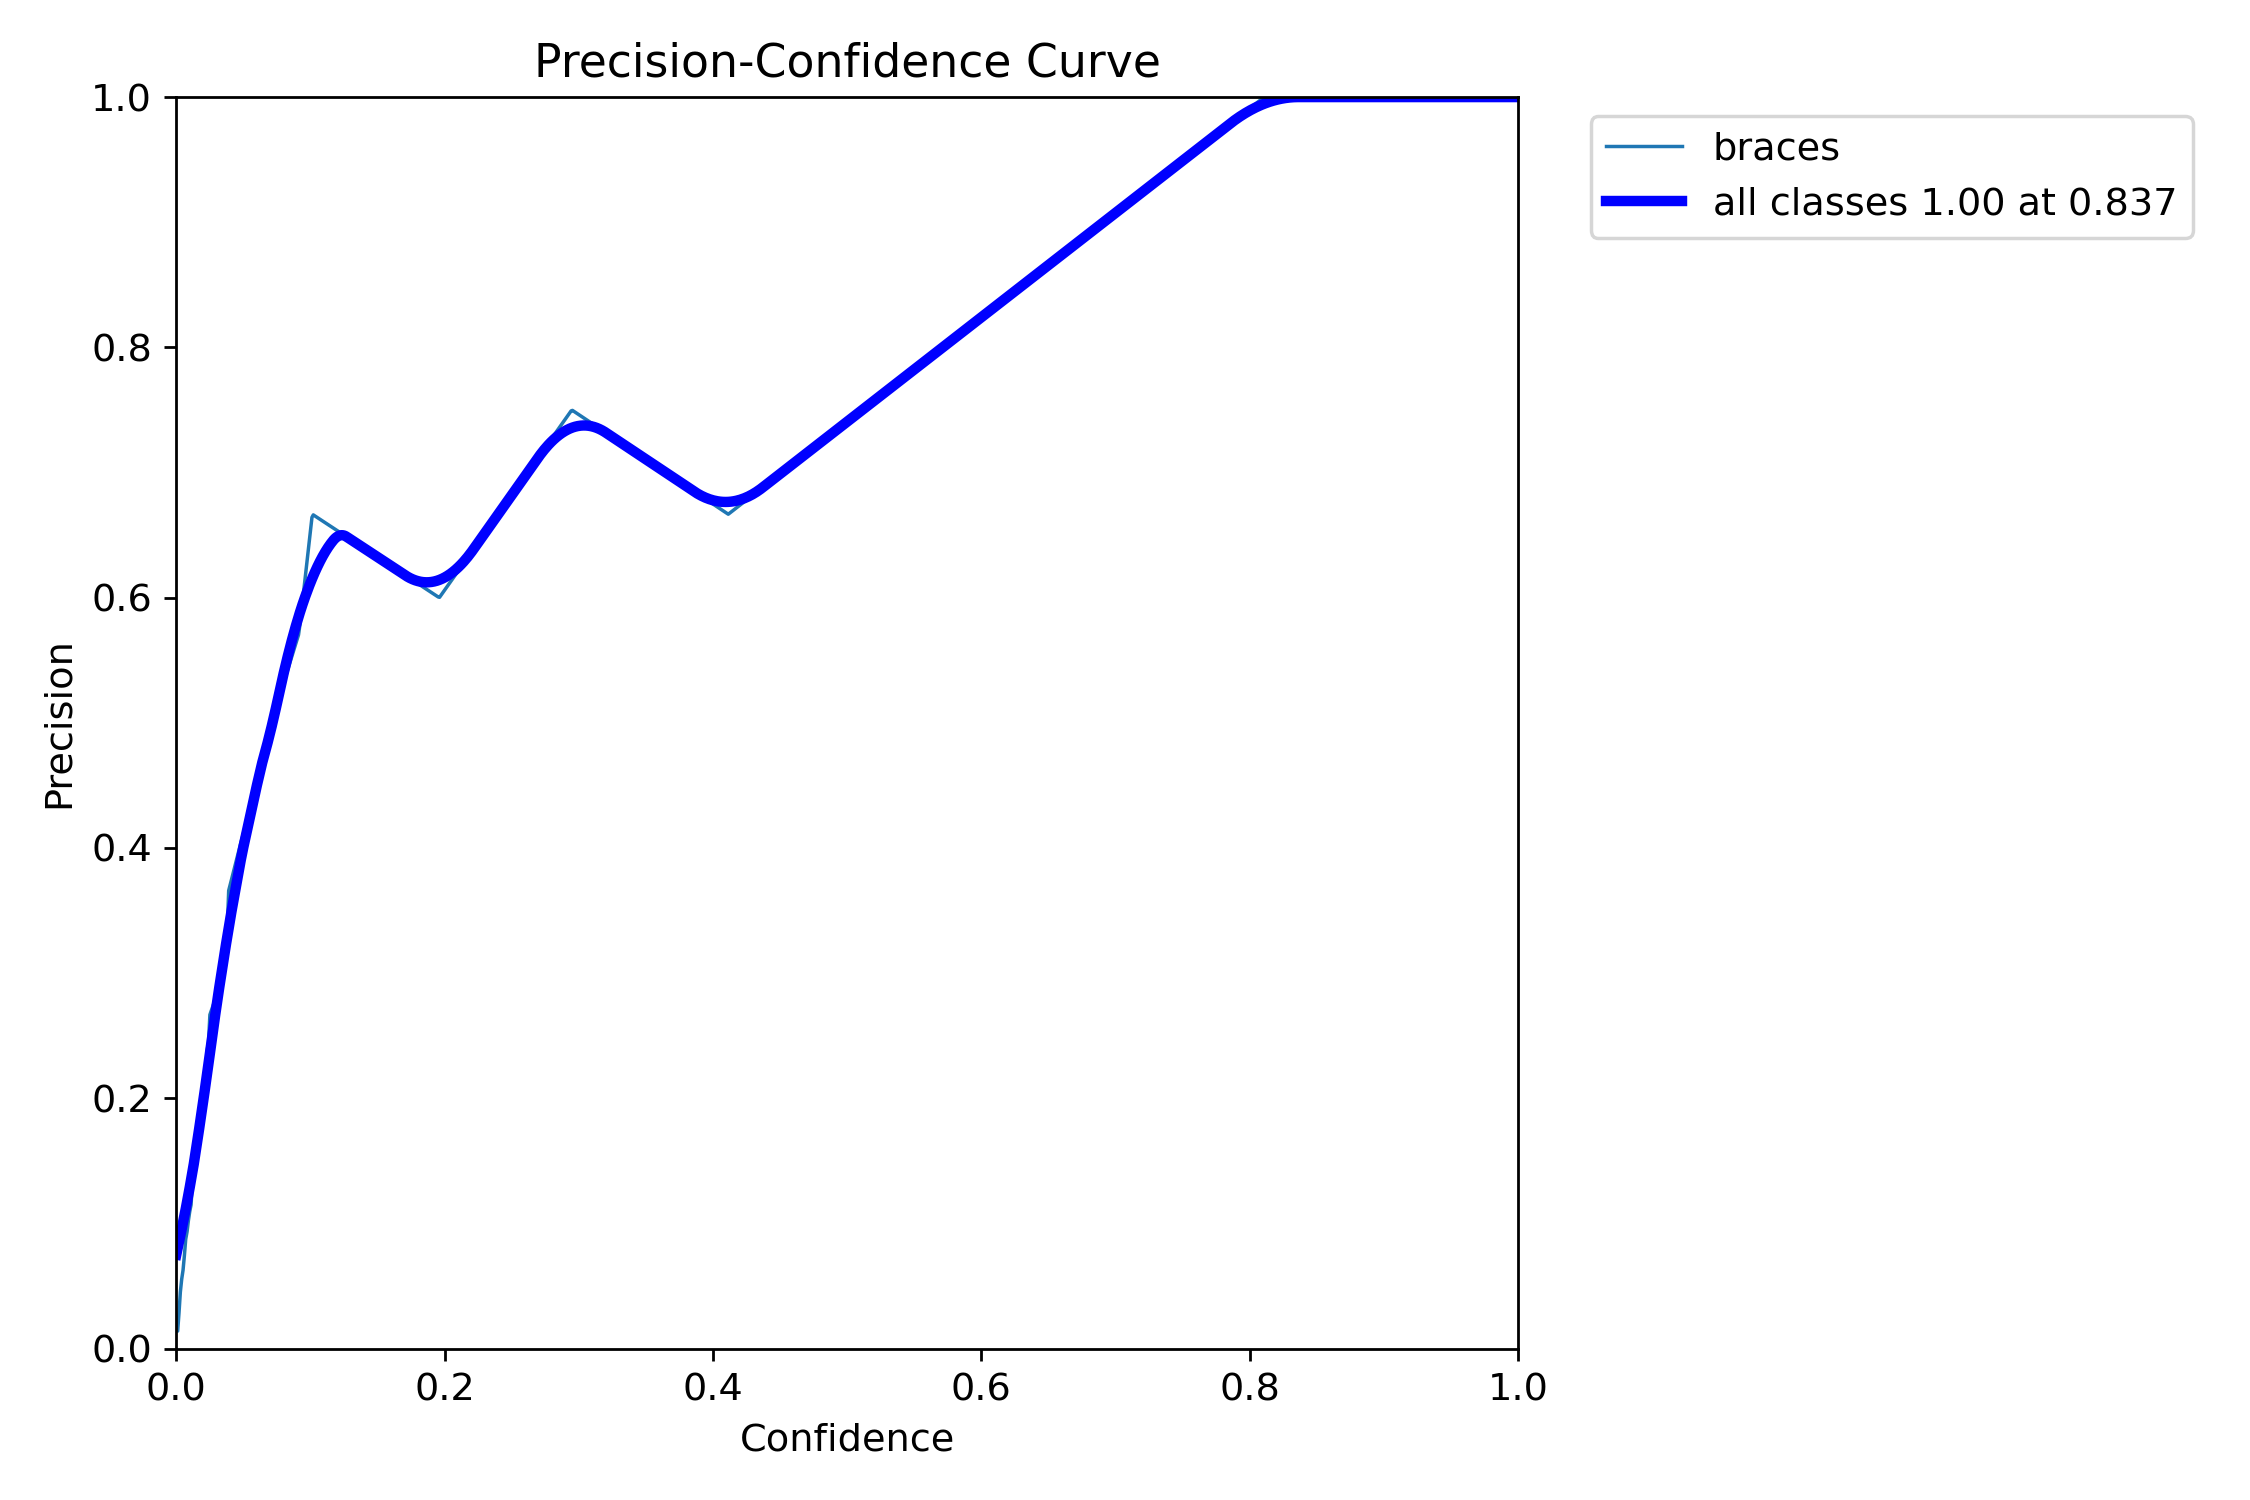 Precision-Confidence Curve
1.0
0.8
0.6
0.4
0.2
0.0
Precision
0.0 0.2 0.4 0.6 0.8 1.0
Confidence
braces
all classes 1.00 at 0.837